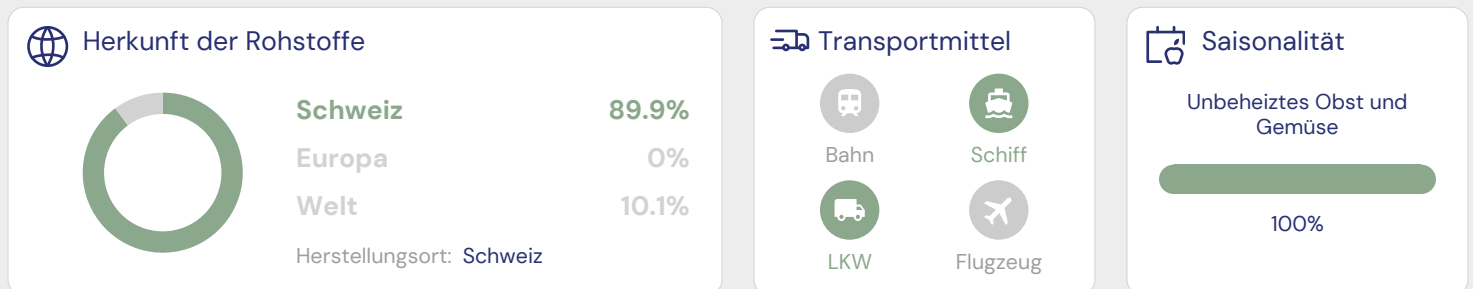 Herkunft der Rohstoffe
Schweiz 89.9%
Europa 0%
Welt 10.1%
Herstellungsort: Schweiz
Transportmittel
Bahn Schiff
LKW Flugzeug
Saisonalität
Unbeheiztes Obst und
Gemüse
100%